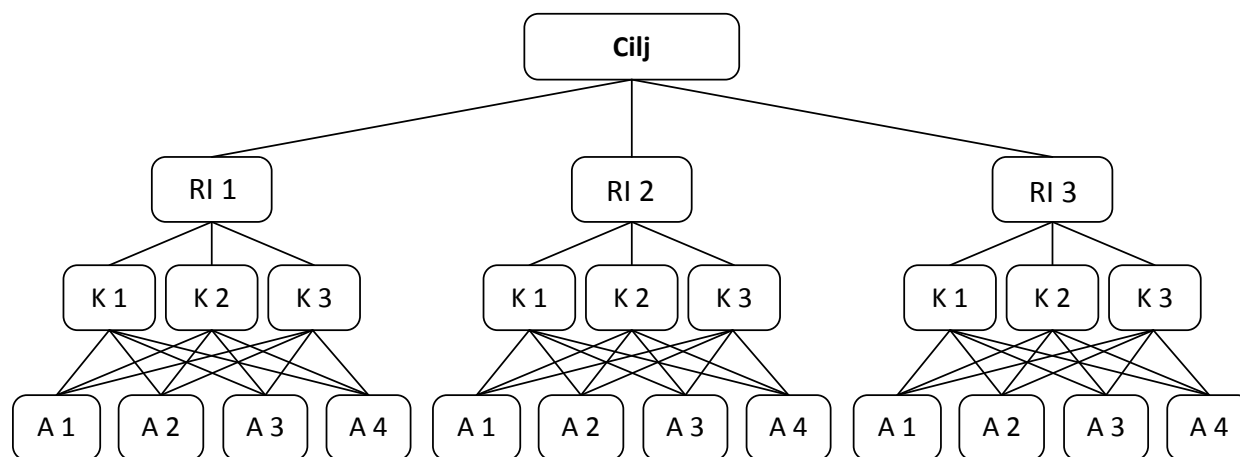 Cilj
RI 1 RI 2 RI 3
K 1 K 2 K 3 K 1 K 2 K 3 K 1 K 2 K 3
A 1 A 2 A 3 A 4 A 1 A 2 A 3 A 4 A 1 A 2 A 3 A 4